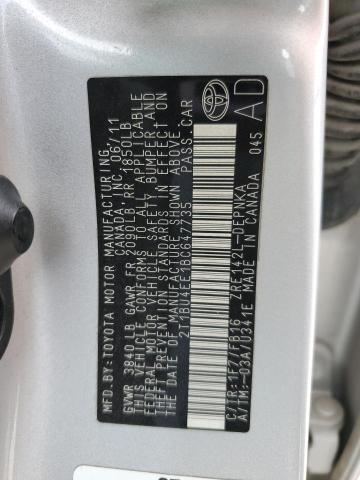 MFD.BY:TOYOTA MOTOR MANUFACTURING,
CANADA, INC. 06/11
GVWR 3840LB GAWR FR 2090LB RR 1850LB
THIS VEHICLE CONFORMS TO ALL APPLICABLE
FEDERAL MOTOR VEHICLE SAFETY BUMPER AND
THEFT PREVENTION STANDARDS IN EFFECT ON
THE DATE OF MANUFACTURE SHOWN ABOVE.
2T1BU4EE1BC647735 PASS.CAR
C/TR:1F7/FB16 ZRE142L-DEPNKA
A/TM:-03A/U341E MADE IN CANADA 045
AD